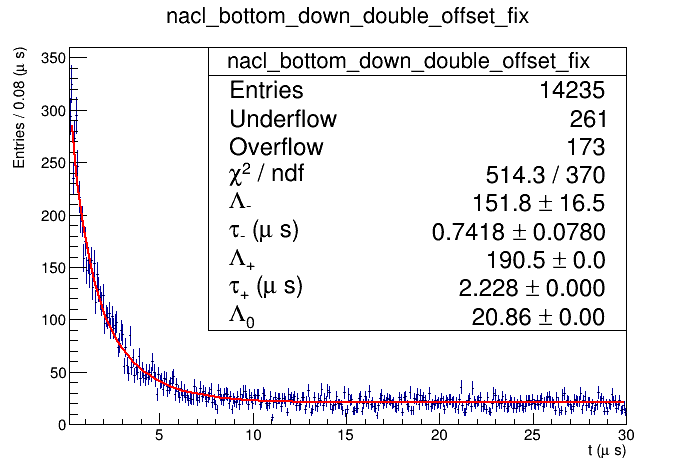 nacl_bottom_down_double_offset_fix
nacl_bottom_down_double_offset_fix
Entries 14235
Underflow 261
Overflow 173
χ² / ndf 514.3 / 370
Λ₋ 151.8 ± 16.5
τ₋ (μ s) 0.7418 ± 0.0780
Λ₊ 190.5 ± 0.0
τ₊ (μ s) 2.228 ± 0.000
Λ₀ 20.86 ± 0.00
Entries / 0.08 (μ s)
350
300
250
200
150
100
50
0
5 10 15 20 25 30
t (μ s)